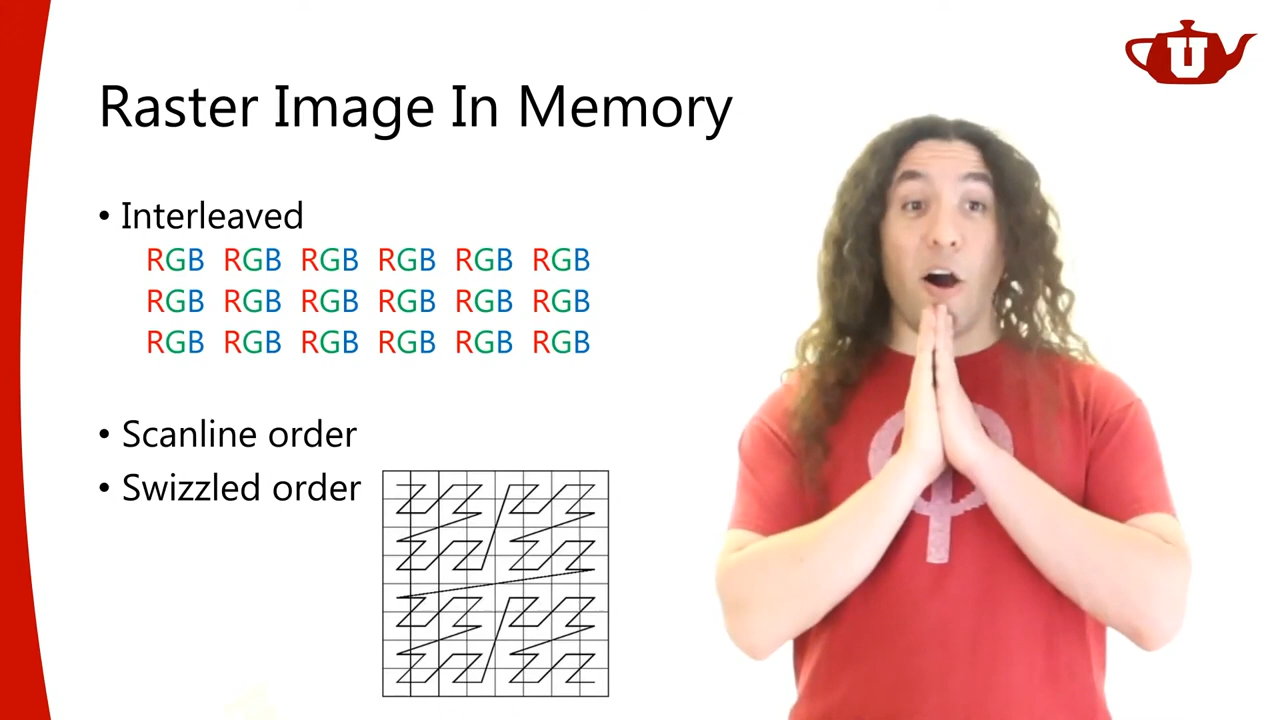 U
Raster Image In Memory
• Interleaved
RGB RGB RGB RGB RGB RGB
RGB RGB RGB RGB RGB RGB
RGB RGB RGB RGB RGB RGB
• Scanline order
• Swizzled order